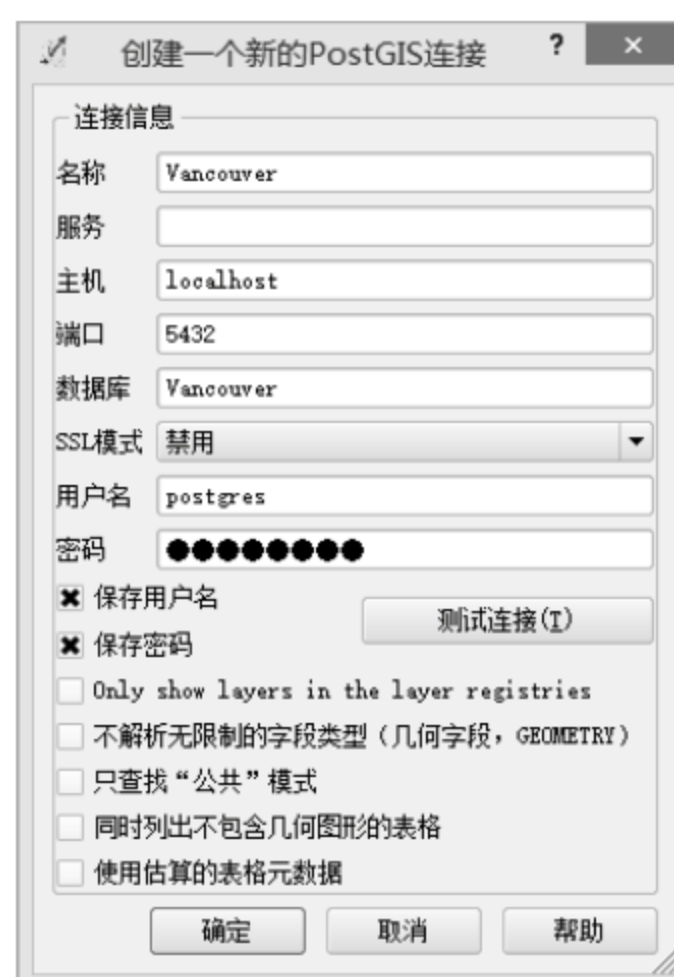 创建一个新的PostGIS连接 ? ×
连接信息
名称 Vancouver
服务
主机 localhost
端口 5432
数据库 Vancouver
SSL模式 禁用
用户名 postgres
密码 ●●●●●●●●
保存用户名
测试连接(T)
保存密码
Only show layers in the layer registries
不解析无限制的字段类型（几何字段，GEOMETRY）
只查找“公共”模式
同时列出不包含几何图形的表格
使用估算的表格元数据
确定 取消 帮助